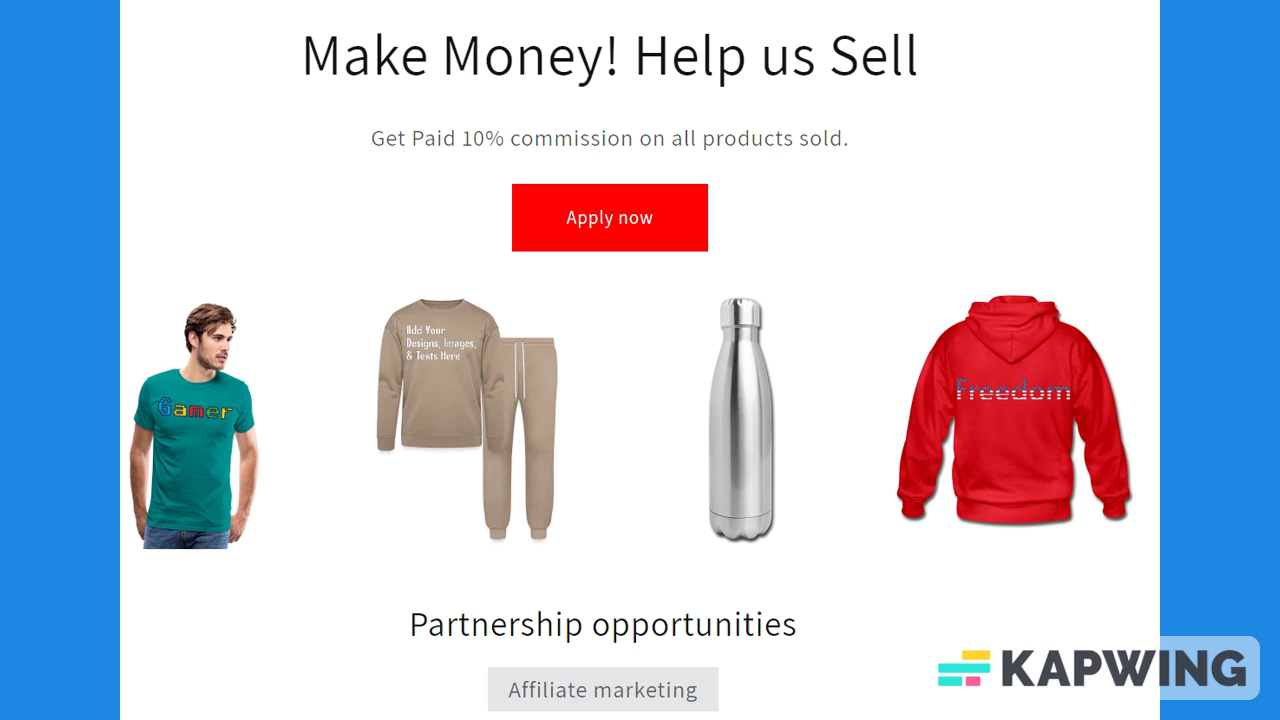 Make Money! Help us Sell
Get Paid 10% commission on all products sold.
Apply now
Gamer
Add Your
Designs, Images,
& Texts Here
Freedom
Partnership opportunities
Affiliate marketing
KAPWING